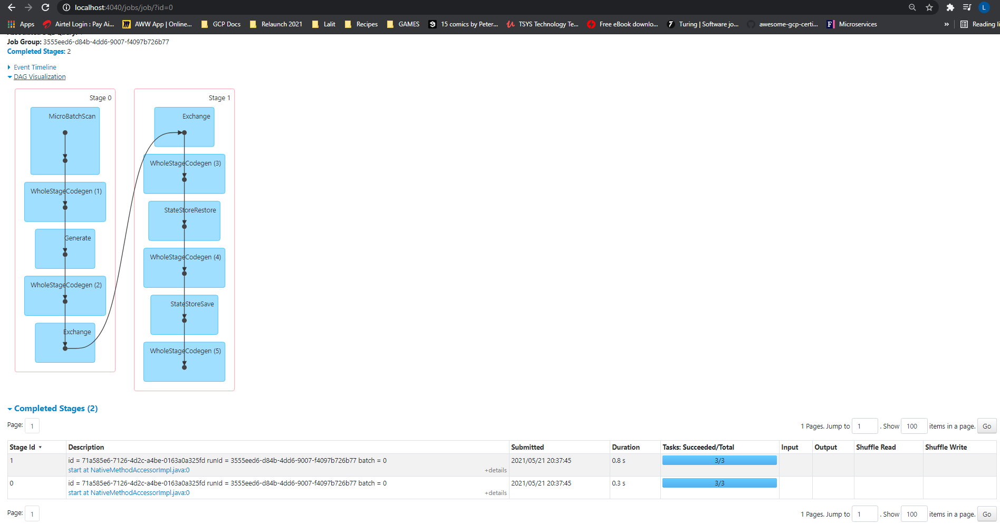 localhost:4040/jobs/job/?id=0
L
Apps Airtel Login : Pay Ai... AWW App | Online... GCP Docs Relaunch 2021 Lalit Recipes GAMES 15 comics by Peter... TSYS Technology Te... Free eBook downlo... Turing | Software jo... awesome-gcp-certi... Microservices » Reading li
Job Group: 3555eed6-d84b-4dd6-9007-f4097b726b77
Completed Stages: 2
Event Timeline
DAG Visualization
Stage 0
MicroBatchScan
WholeStageCodegen (1)
Generate
WholeStageCodegen (2)
Exchange
Stage 1
Exchange
WholeStageCodegen (3)
StateStoreRestore
WholeStageCodegen (4)
StateStoreSave
WholeStageCodegen (5)
Completed Stages (2)
Page: 1 1 Pages. Jump to 1 . Show 100 items in a page. Go
Stage Id Description Submitted Duration Tasks: Succeeded/Total Input Output Shuffle Read Shuffle Write
1 id = 71a585e6-7126-4d2c-a4be-0163a0a325fd runId = 3555eed6-d84b-4dd6-9007-f4097b726b77 batch = 0 2021/05/21 20:37:45 0.8 s 3/3
start at NativeMethodAccessorImpl.java:0 +details
0 id = 71a585e6-7126-4d2c-a4be-0163a0a325fd runId = 3555eed6-d84b-4dd6-9007-f4097b726b77 batch = 0 2021/05/21 20:37:45 0.3 s 3/3
start at NativeMethodAccessorImpl.java:0 +details
Page: 1 1 Pages. Jump to 1 . Show 100 items in a page. Go